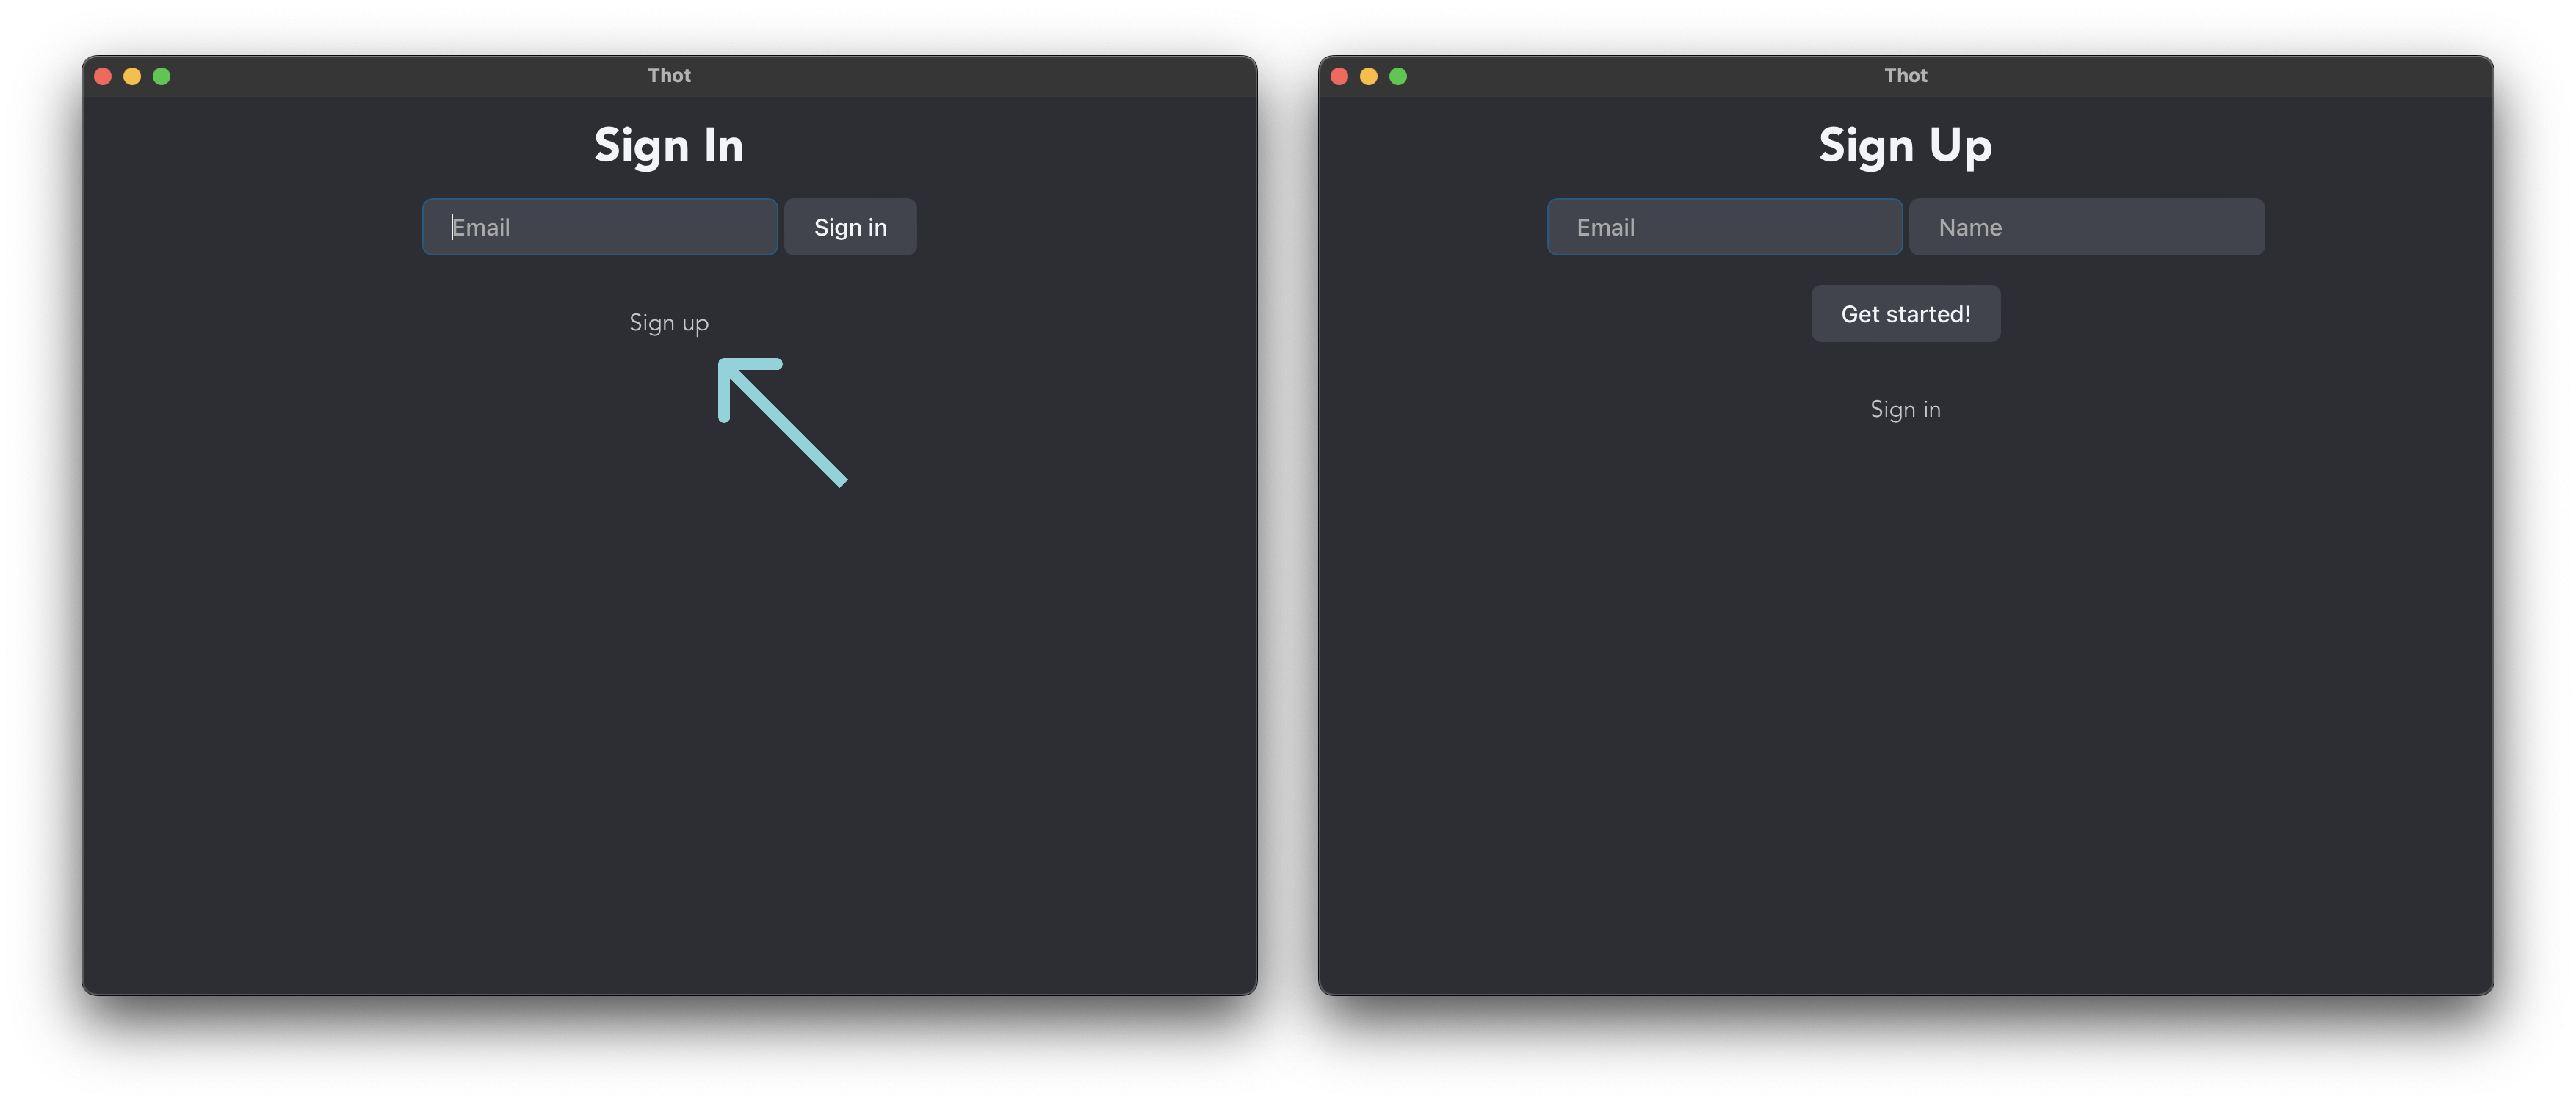 Thot
Sign In
Email
Sign in
Sign up
Thot
Sign Up
Email
Name
Get started!
Sign in